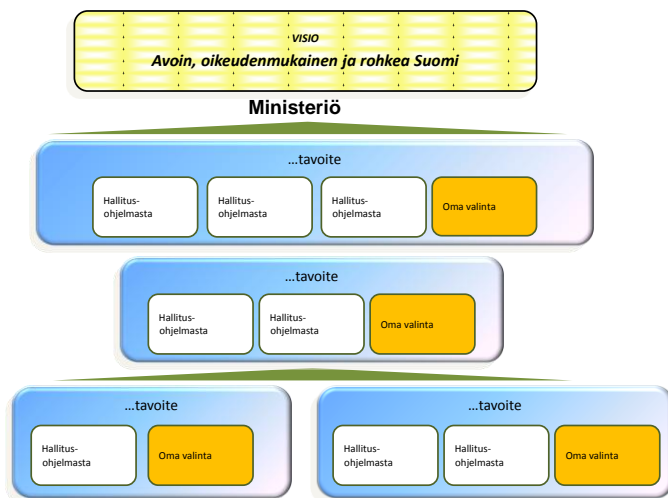 VISIO
Avoin, oikeudenmukainen ja rohkea Suomi
Ministeriö
...tavoite
Hallitus-
ohjelmasta
Hallitus-
ohjelmasta
Hallitus-
ohjelmasta
Oma valinta
...tavoite
Hallitus-
ohjelmasta
Hallitus-
ohjelmasta
Oma valinta
...tavoite
Hallitus-
ohjelmasta
Oma valinta
...tavoite
Hallitus-
ohjelmasta
Hallitus-
ohjelmasta
Oma valinta